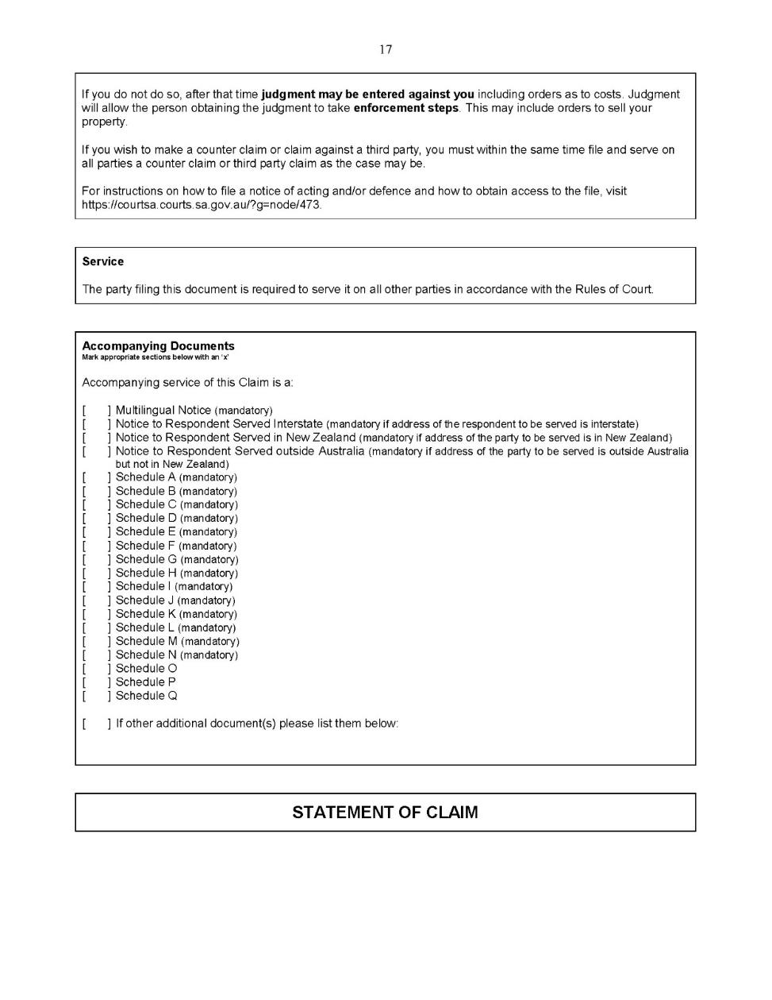 17
If you do not do so, after that time judgment may be entered against you including orders as to costs. Judgment
will allow the person obtaining the judgment to take enforcement steps. This may include orders to sell your
property.
If you wish to make a counter claim or claim against a third party, you must within the same time file and serve on
all parties a counter claim or third party claim as the case may be.
For instructions on how to file a notice of acting and/or defence and how to obtain access to the file, visit
https://courtsa.courts.sa.gov.au/?g=node/473.
Service
The party filing this document is required to serve it on all other parties in accordance with the Rules of Court.
Accompanying Documents
Mark appropriate sections below with an 'x'
Accompanying service of this Claim is a:
[ ] Multilingual Notice (mandatory)
[ ] Notice to Respondent Served Interstate (mandatory if address of the respondent to be served is interstate)
[ ] Notice to Respondent Served in New Zealand (mandatory if address of the party to be served is in New Zealand)
[ ] Notice to Respondent Served outside Australia (mandatory if address of the party to be served is outside Australia
but not in New Zealand)
[ ] Schedule A (mandatory)
[ ] Schedule B (mandatory)
[ ] Schedule C (mandatory)
[ ] Schedule D (mandatory)
[ ] Schedule E (mandatory)
[ ] Schedule F (mandatory)
[ ] Schedule G (mandatory)
[ ] Schedule H (mandatory)
[ ] Schedule I (mandatory)
[ ] Schedule J (mandatory)
[ ] Schedule K (mandatory)
[ ] Schedule L (mandatory)
[ ] Schedule M (mandatory)
[ ] Schedule N (mandatory)
[ ] Schedule O
[ ] Schedule P
[ ] Schedule Q
[ ] If other additional document(s) please list them below:
STATEMENT OF CLAIM